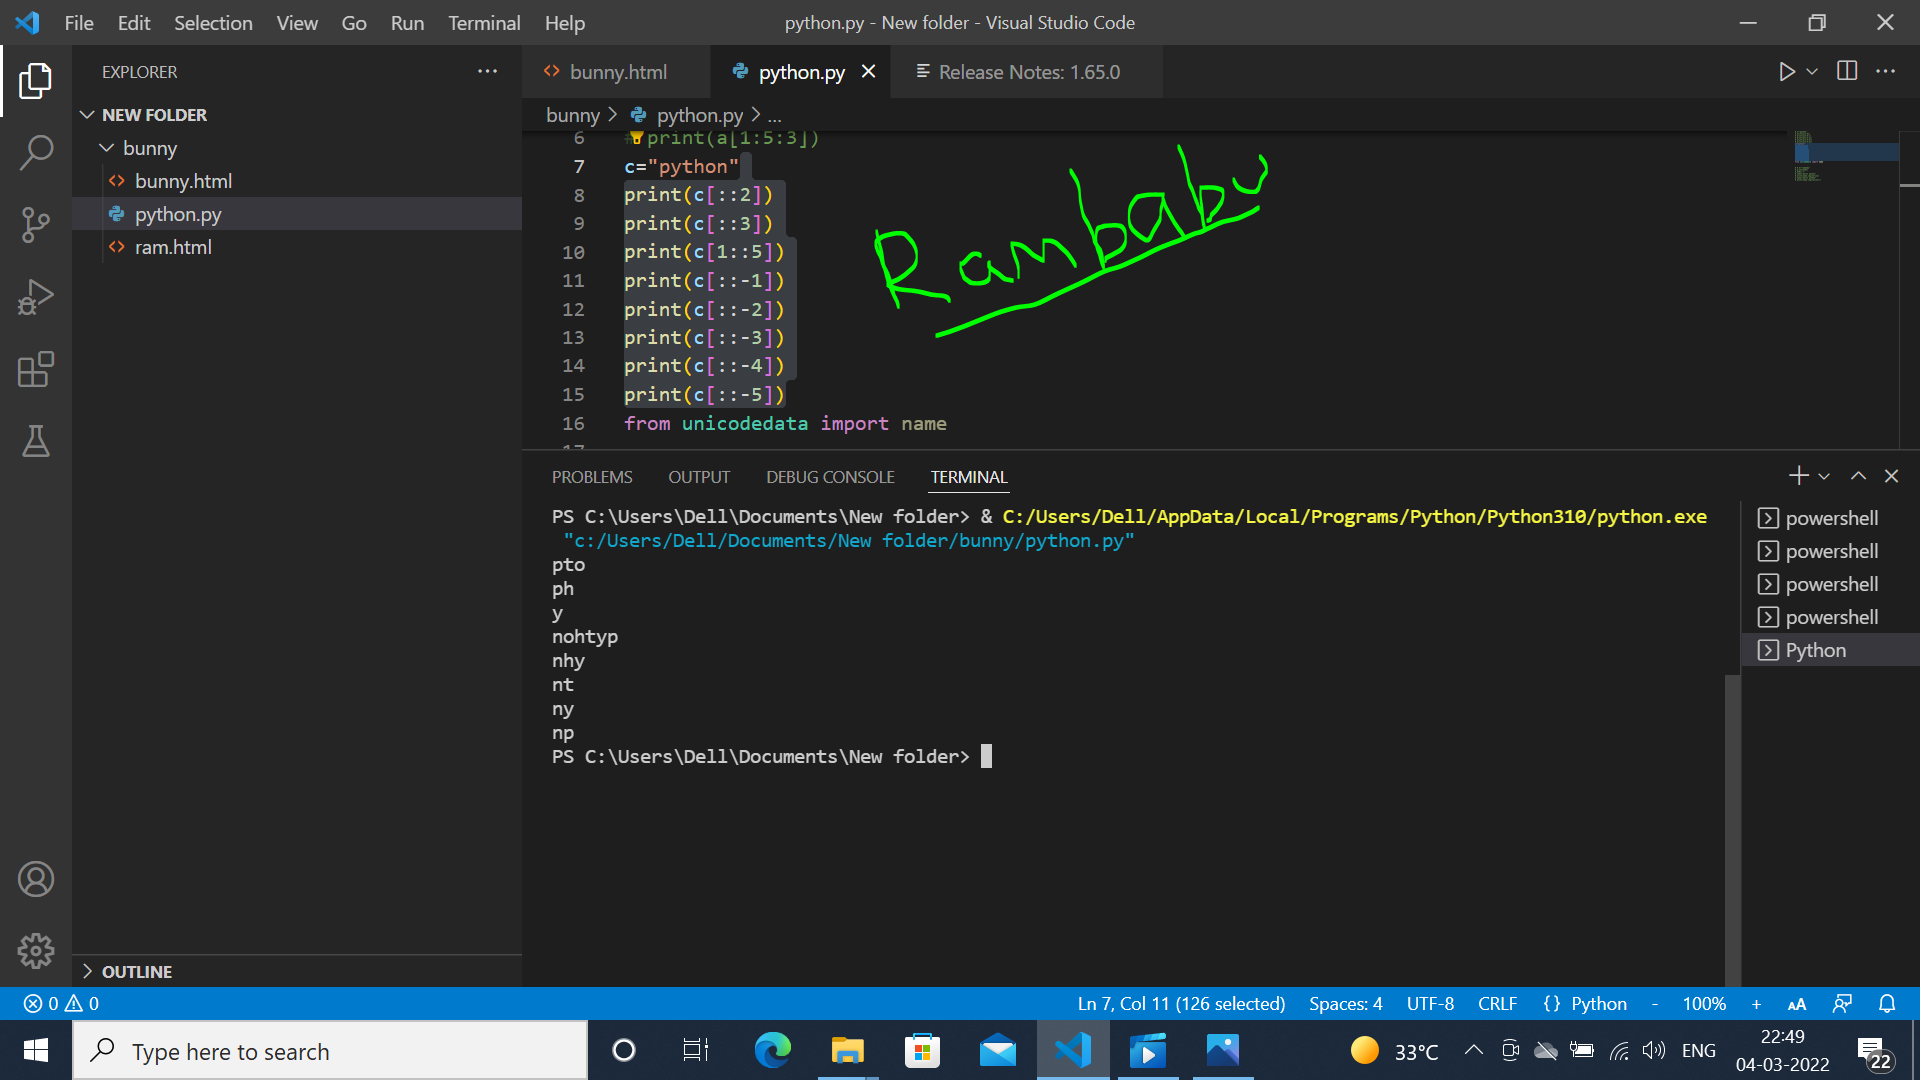 File Edit Selection View Go Run Terminal Help python.py - New folder - Visual Studio Code
EXPLORER
NEW FOLDER
bunny
bunny.html
python.py
ram.html
OUTLINE
bunny.html python.py Release Notes: 1.65.0
bunny > python.py > ...
6 #print(a[1:5:3])
7 c="python"
8 print(c[::2])
9 print(c[::3])
10 print(c[1::5])
11 print(c[::-1])
12 print(c[::-2])
13 print(c[::-3])
14 print(c[::-4])
15 print(c[::-5])
16 from unicodedata import name
17
Rambabu
PROBLEMS OUTPUT DEBUG CONSOLE TERMINAL
PS C:\Users\Dell\Documents\New folder> & C:/Users/Dell/AppData/Local/Programs/Python/Python310/python.exe
"c:/Users/Dell/Documents/New folder/bunny/python.py"
pto
ph
y
nohtyp
nhy
nt
ny
np
PS C:\Users\Dell\Documents\New folder>
powershell
powershell
powershell
powershell
Python
0 0 Ln 7, Col 11 (126 selected) Spaces: 4 UTF-8 CRLF {} Python - 100% + AA
Type here to search 33°C ENG 22:49
04-03-2022 22